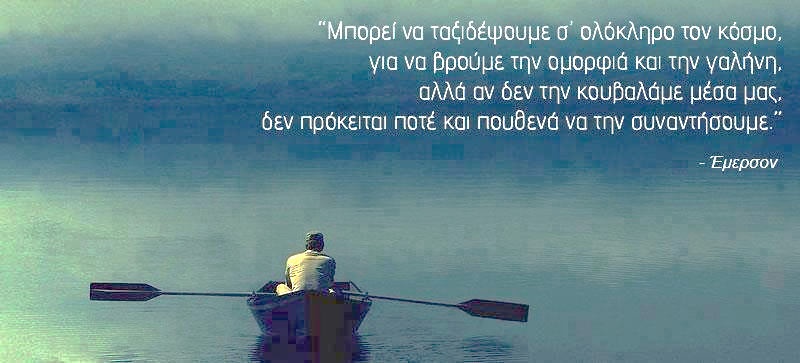 “Μπορεί να ταξιδέψουμε σ’ ολόκληρο τον κόσμο,
για να βρούμε την ομορφιά και την γαλήνη,
αλλά αν δεν την κουβαλάμε μέσα μας,
δεν πρόκειται ποτέ και πουθενά να την συναντήσουμε.”
- Έμερσον